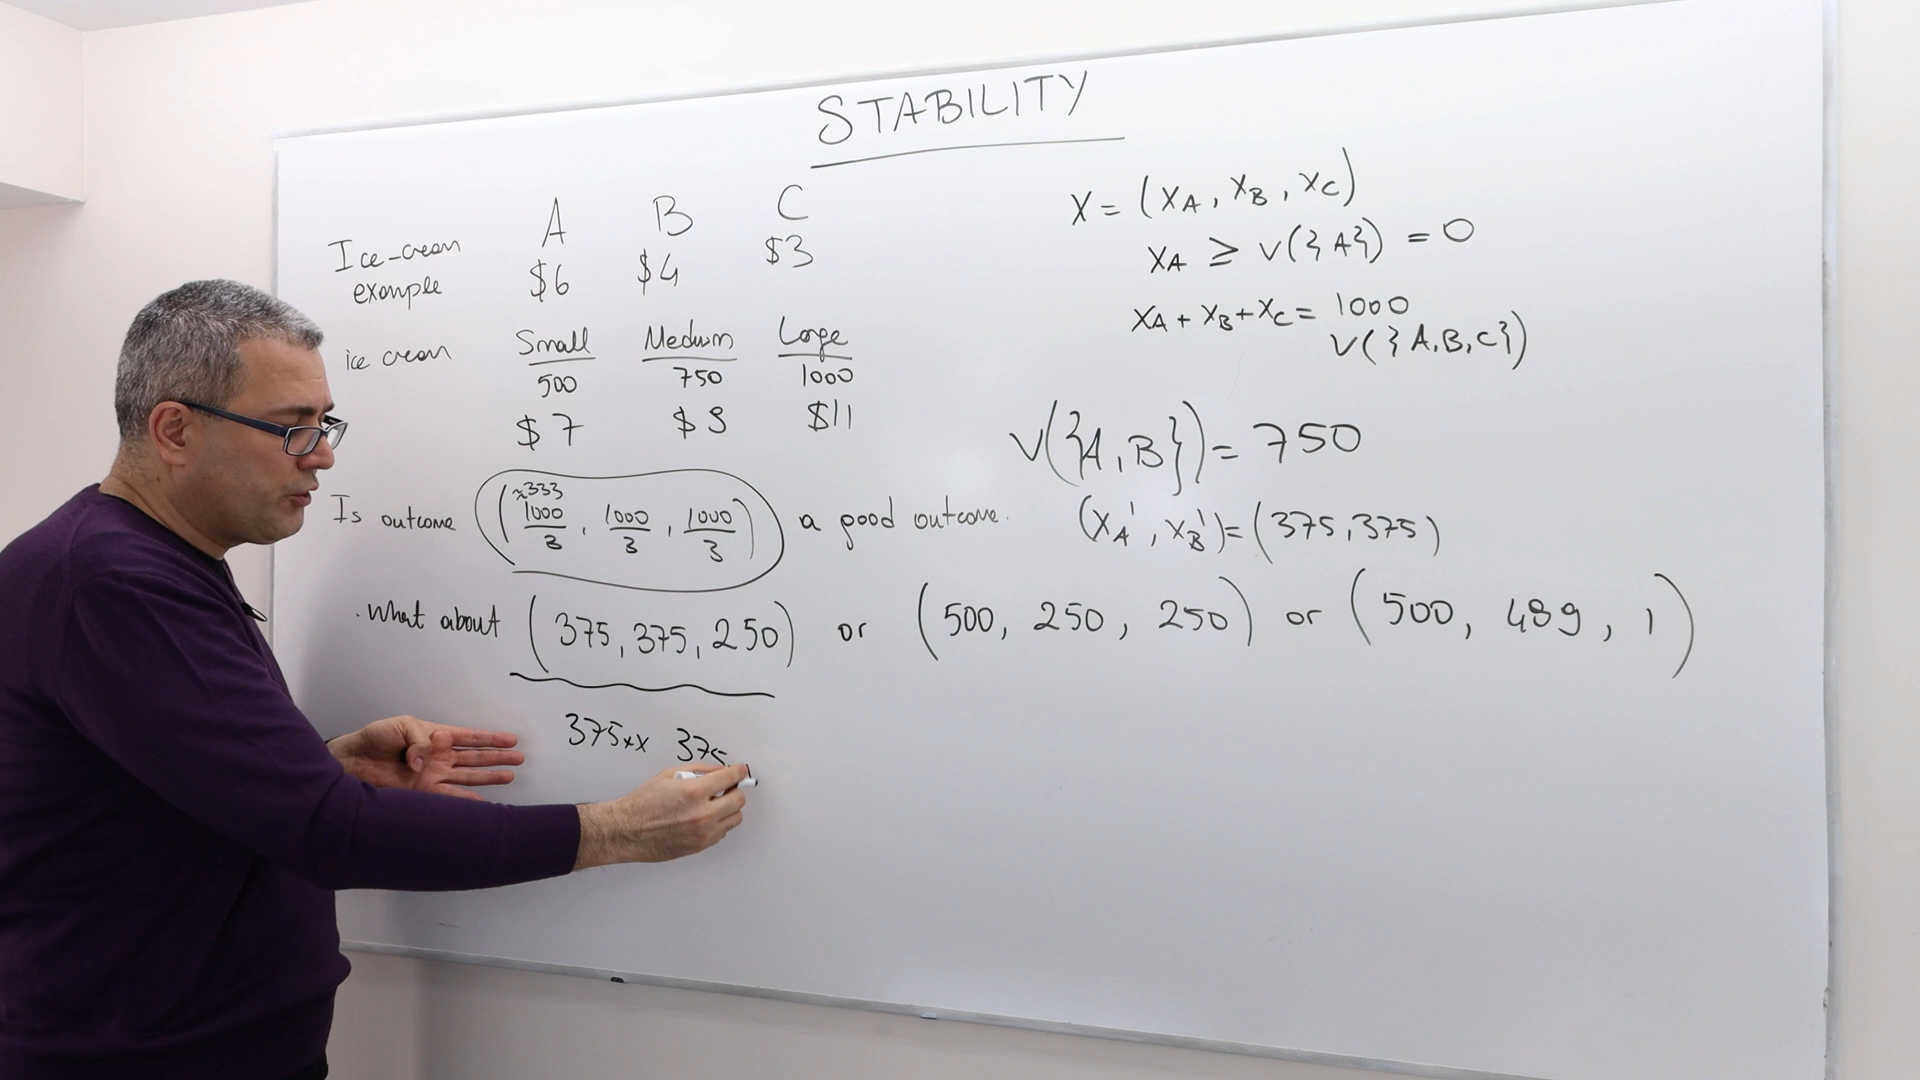 STABILITY
A B C
Ice-cream example $6 $4 $3
ice cream Small Medium Large
500 750 1000
$7 $9 $11
Is outcome (≈333 1000/3, 1000/3, 1000/3) a good outcome.
. What about (375, 375, 250) or (500, 250, 250) or (500, 499, 1)
375++ 375
X = (XA, XB, XC)
XA ≥ V({A}) = 0
XA + XB + XC = 1000
V({A,B,C})
V({A,B}) = 750
(XA', XB') = (375, 375)